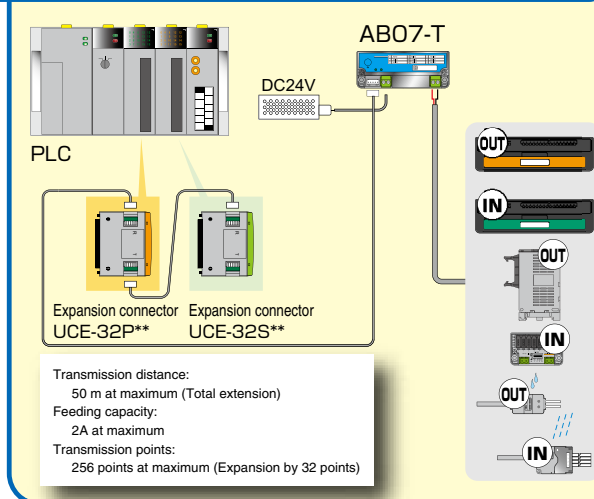 AB07-T
DC24V
PLC
OUT
IN
OUT
IN
OUT
IN
Expansion connector
UCE-32P**
Expansion connector
UCE-32S**
Transmission distance:
50 m at maximum (Total extension)
Feeding capacity:
2A at maximum
Transmission points:
256 points at maximum (Expansion by 32 points)